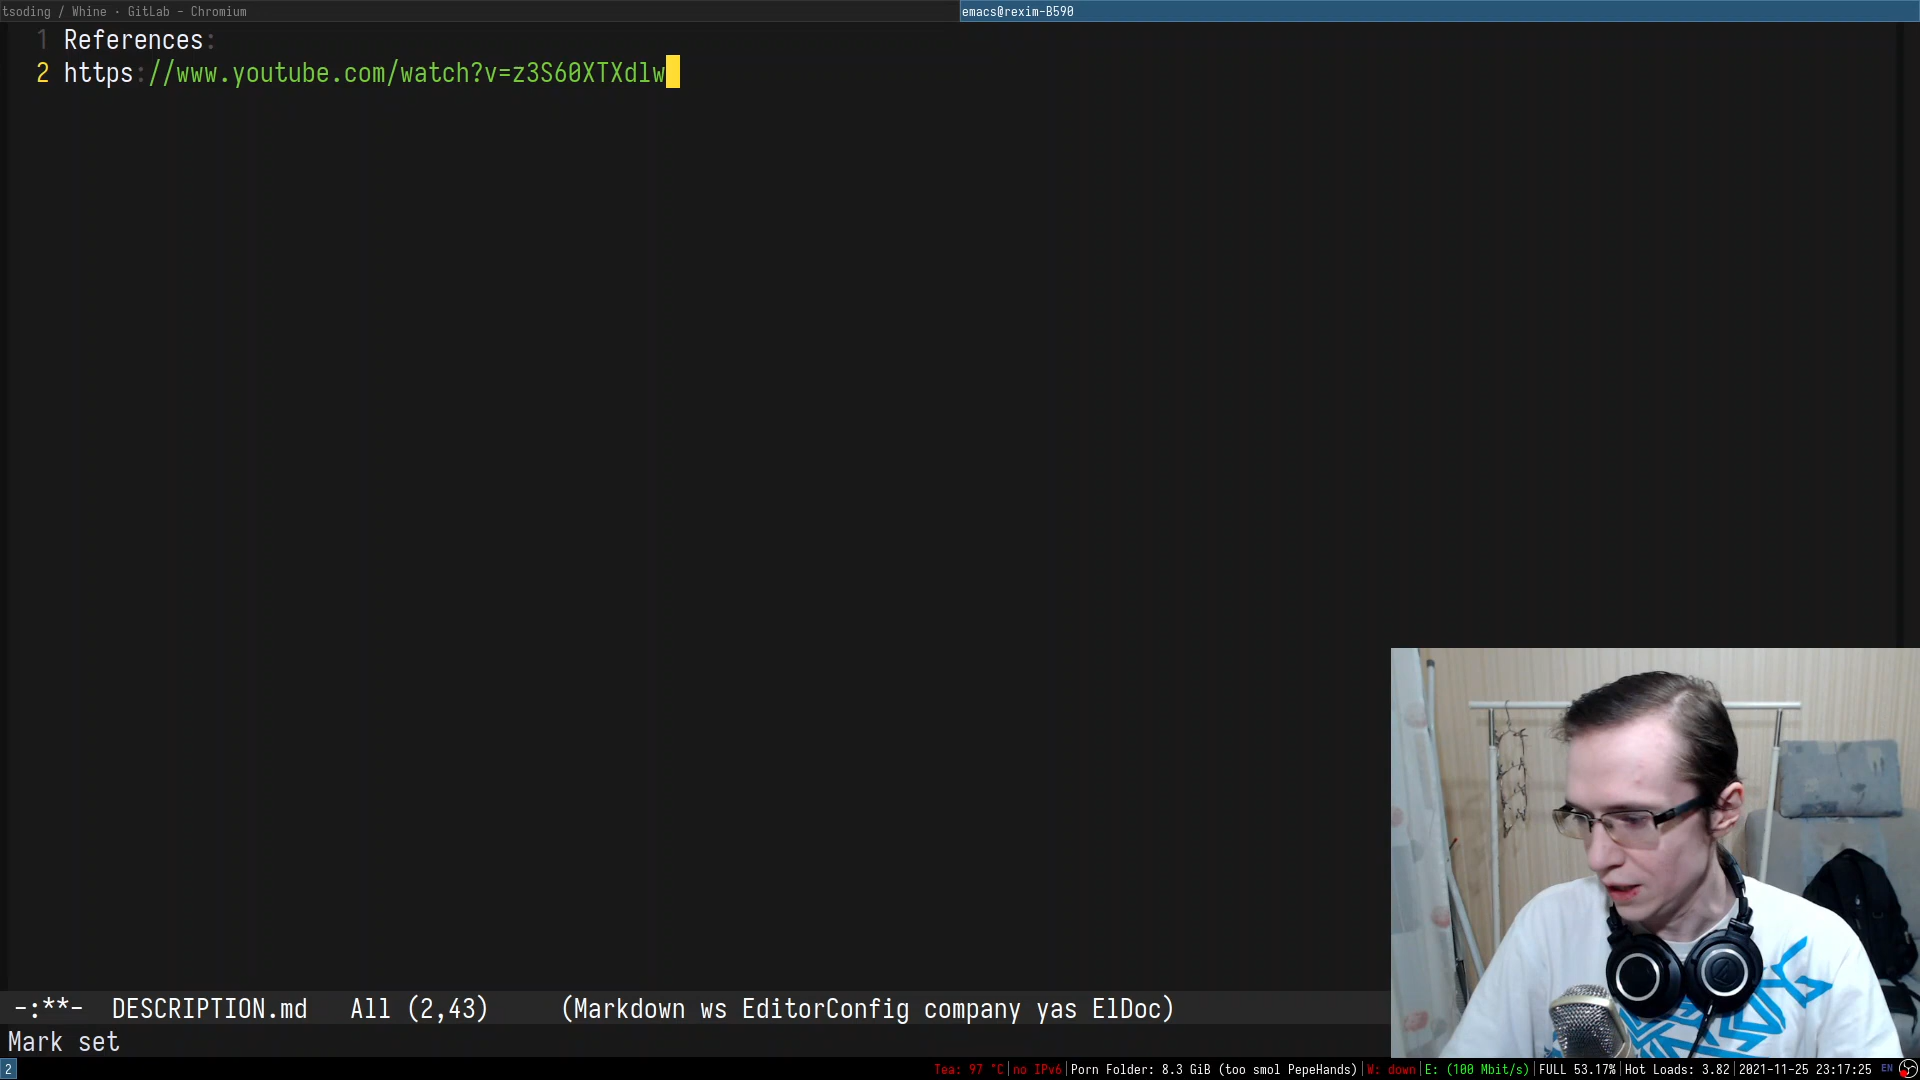 tsoding / Whine · GitLab - Chromium
emacs@rexim-B590
1 References:
2 https://www.youtube.com/watch?v=z3S60XTXdlw
-:**- DESCRIPTION.md All (2,43) (Markdown ws EditorConfig company yas ElDoc)
Mark set
2
Tea: 97 °C|no IPv6|Porn Folder: 8.3 GiB (too smol PepeHands)|W: down|E: (100 Mbit/s)|FULL 53.17%|Hot Loads: 3.82|2021-11-25 23:17:25 EN